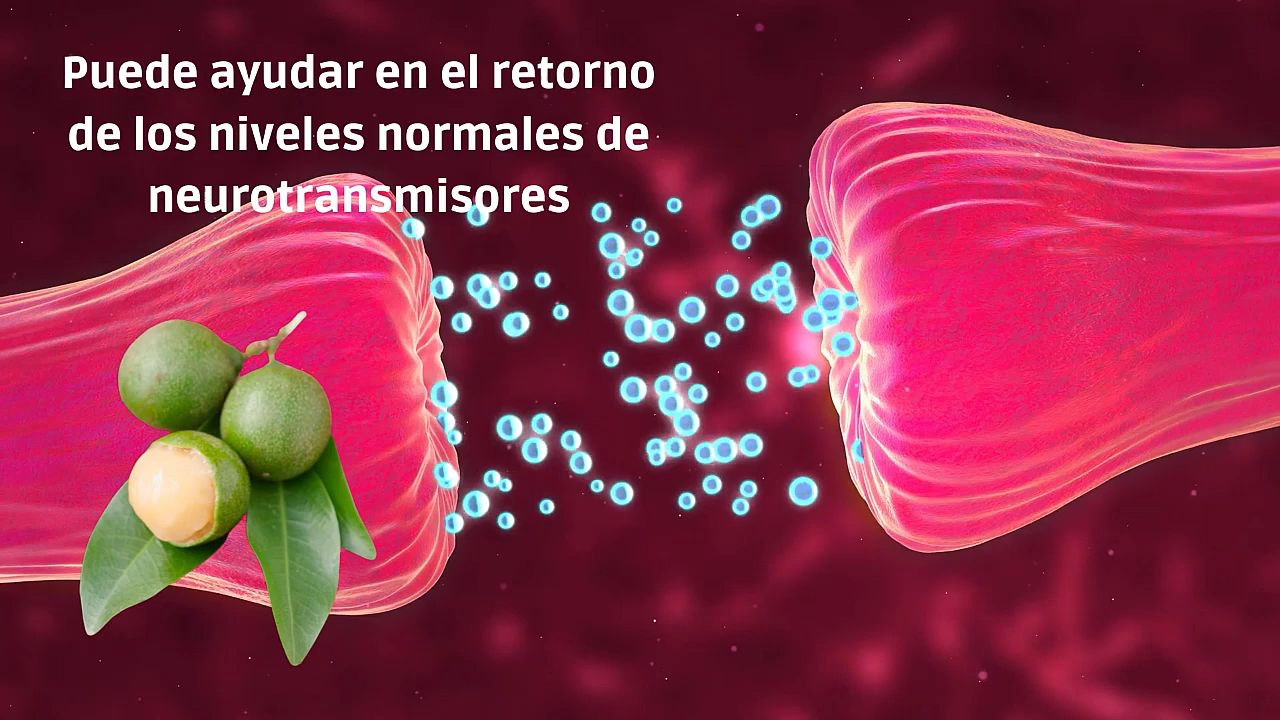 Puede ayudar en el retorno
de los niveles normales de
neurotransmisores